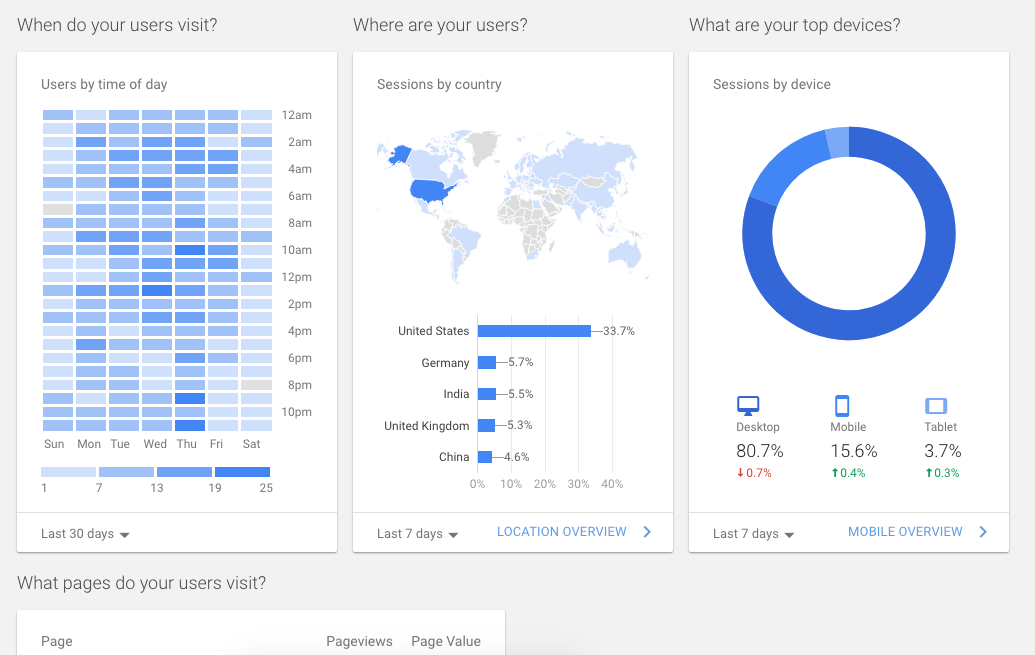 When do your users visit?
Where are your users?
What are your top devices?
Users by time of day
12am
2am
4am
6am
8am
10am
12pm
2pm
4pm
6pm
8pm
10pm
Sun Mon Tue Wed Thu Fri Sat
1 7 13 19 25
Last 30 days
Sessions by country
United States 33.7%
Germany 5.7%
India 5.5%
United Kingdom 5.3%
China 4.6%
0% 10% 20% 30% 40%
Last 7 days LOCATION OVERVIEW
Sessions by device
Desktop Mobile Tablet
80.7% 15.6% 3.7%
0.7% 0.4% 0.3%
Last 7 days MOBILE OVERVIEW
What pages do your users visit?
Page Pageviews Page Value